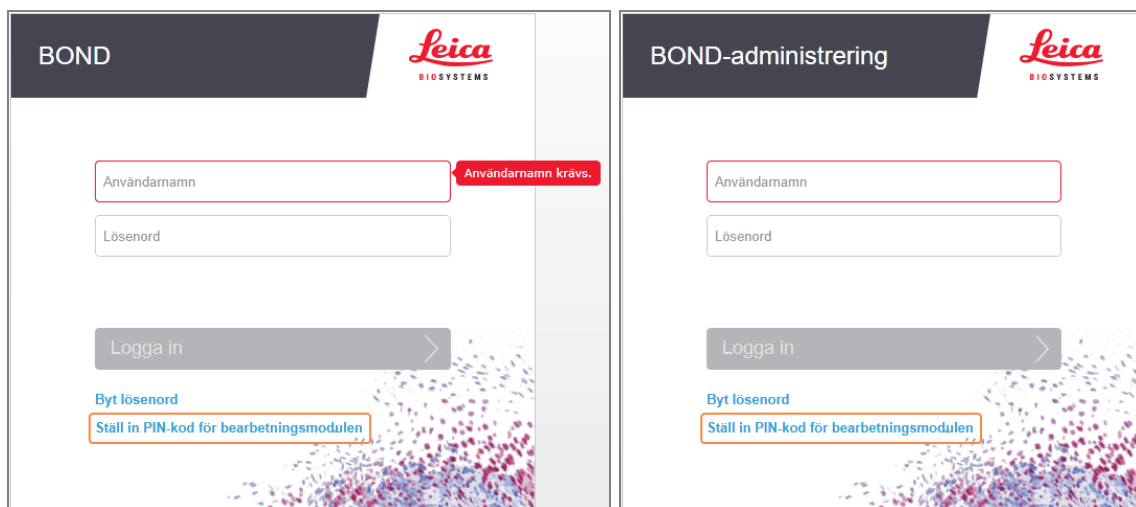 BOND
Leica
BIOSYSTEMS
Användarnamn
Användarnamn krävs.
Lösenord
Logga in
Byt lösenord
Ställ in PIN-kod för bearbetningsmodulen
BOND-administrering
Leica
BIOSYSTEMS
Användarnamn
Lösenord
Logga in
Byt lösenord
Ställ in PIN-kod för bearbetningsmodulen